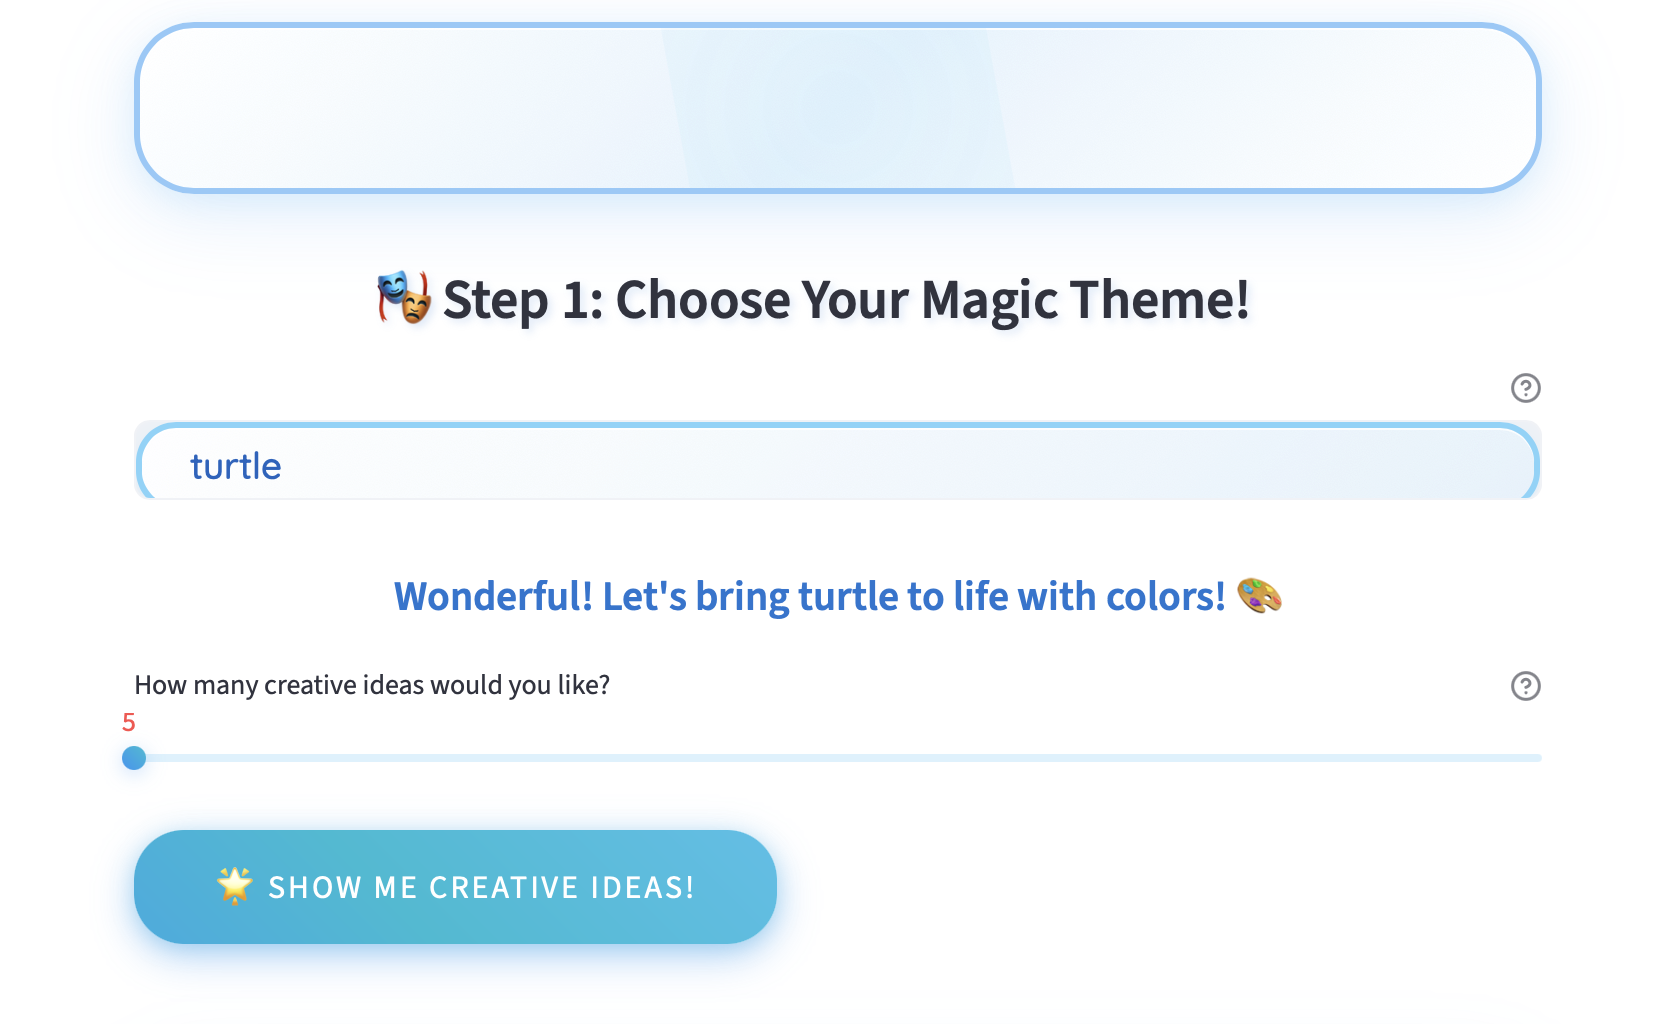 Step 1: Choose Your Magic Theme!
turtle
Wonderful! Let's bring turtle to life with colors!
How many creative ideas would you like?
5
SHOW ME CREATIVE IDEAS!